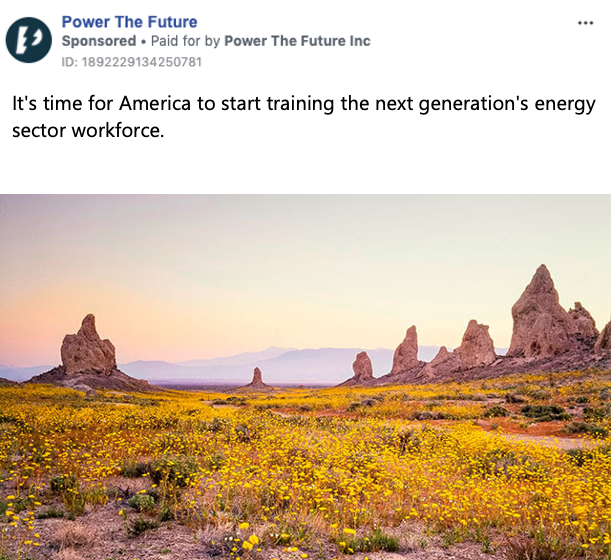 Power The Future
Sponsored • Paid for by Power The Future Inc
ID: 1892229134250781
It's time for America to start training the next generation's energy
sector workforce.